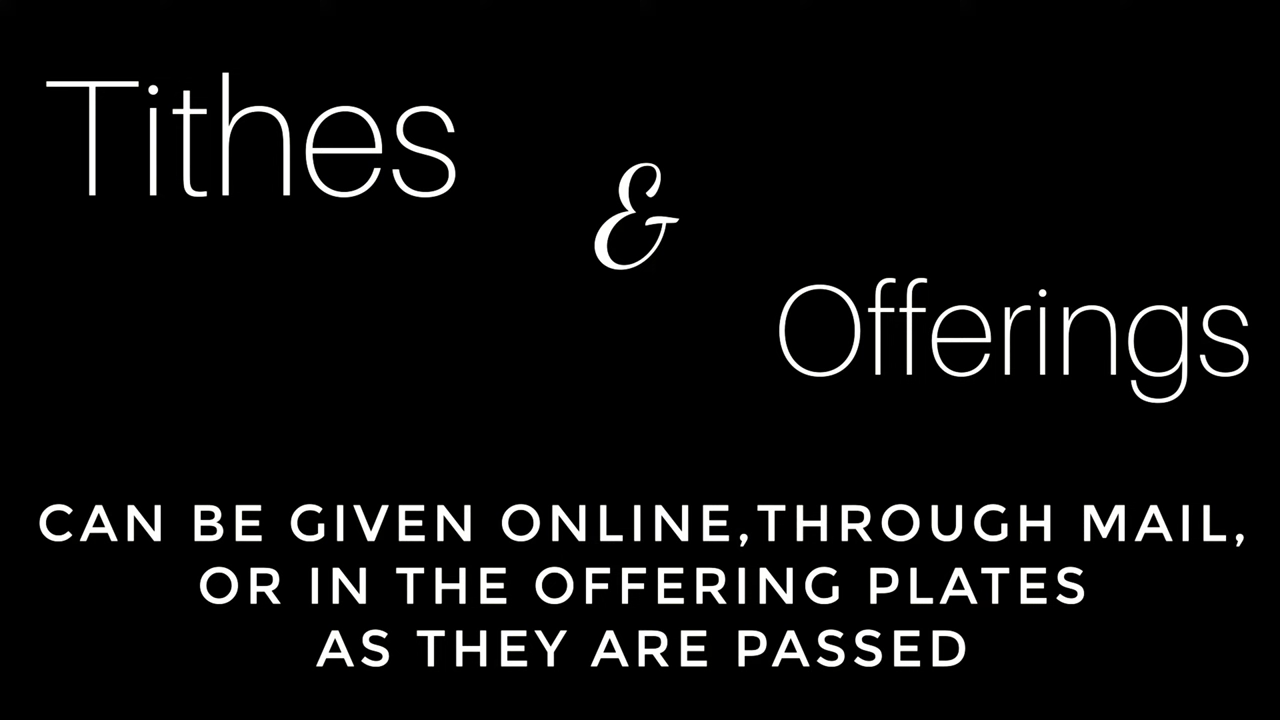 Tithes
&
Offerings
CAN BE GIVEN ONLINE,THROUGH MAIL,
OR IN THE OFFERING PLATES
AS THEY ARE PASSED